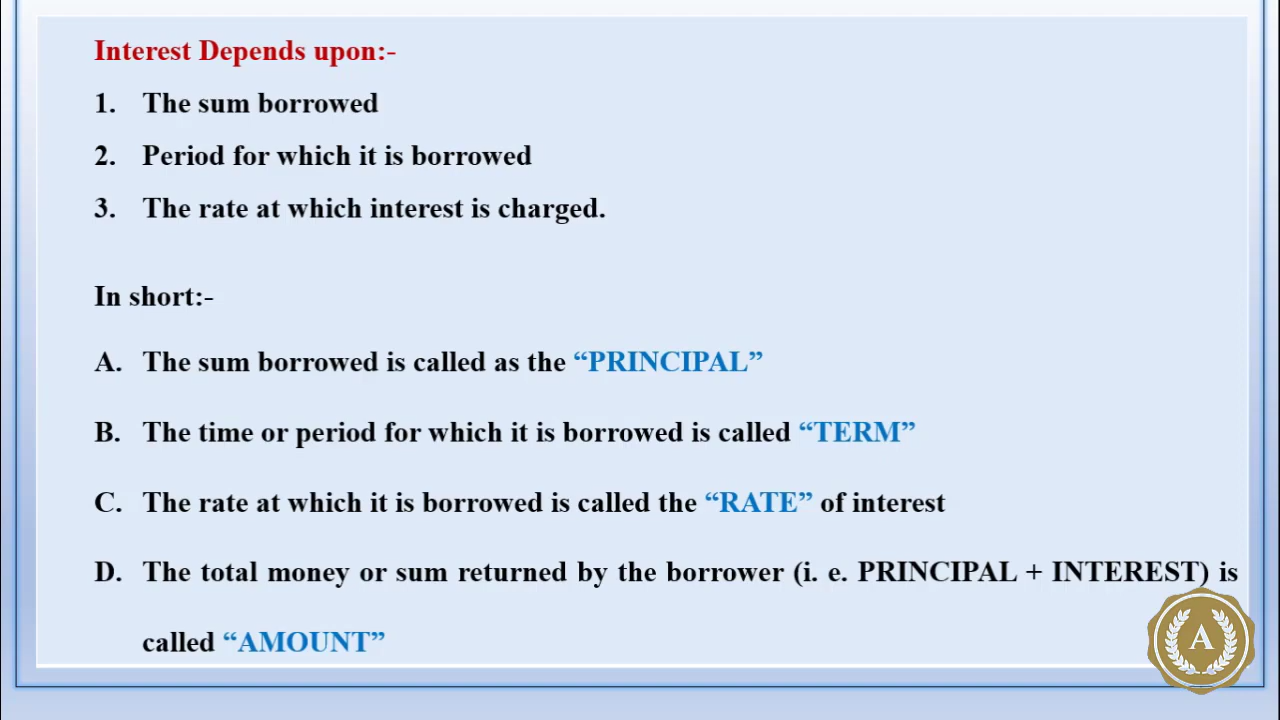 Interest Depends upon:-
1. The sum borrowed
2. Period for which it is borrowed
3. The rate at which interest is charged.
In short:-
A. The sum borrowed is called as the “PRINCIPAL”
B. The time or period for which it is borrowed is called “TERM”
C. The rate at which it is borrowed is called the “RATE” of interest
D. The total money or sum returned by the borrower (i. e. PRINCIPAL + INTEREST) is
called “AMOUNT”
A